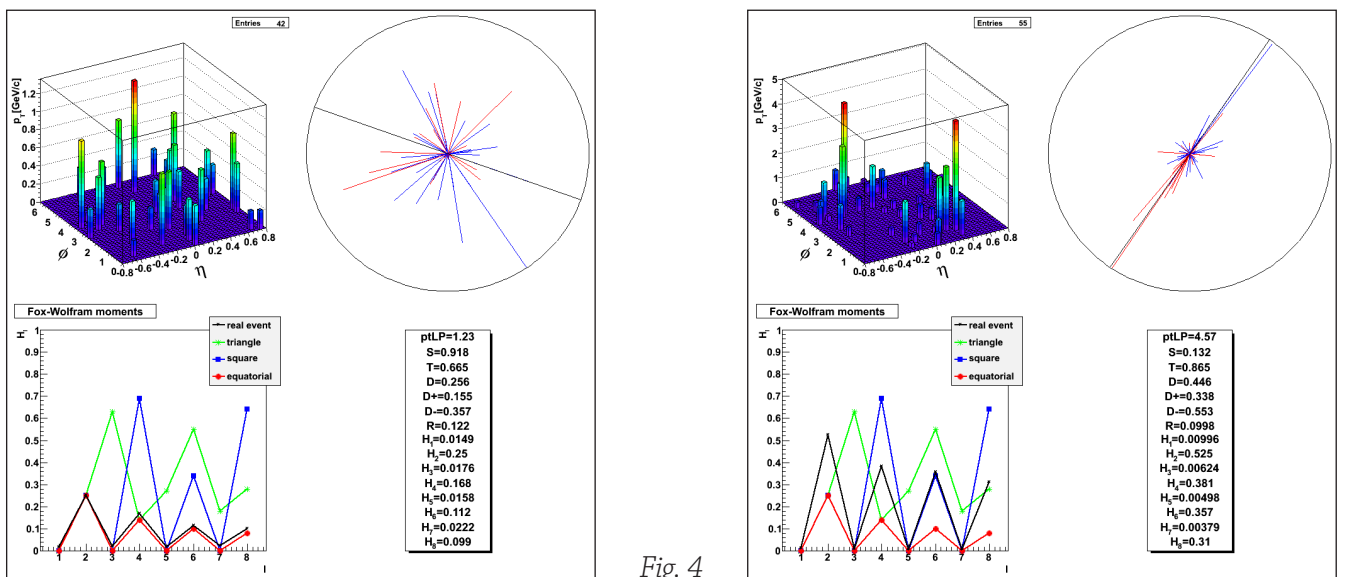 Entries 42
p_T [GeV/c]
1.2
1
0.8
0.6
0.4
0.2
0
6
5
4
3
2
1
0
ϕ
-0.8 -0.6 -0.4 -0.2 0 0.2 0.4 0.6 0.8
η
Fox-Wolfram moments
H_l
1
0.9
0.8
0.7
0.6
0.5
0.4
0.3
0.2
0.1
0
1 2 3 4 5 6 7 8
l
real event
triangle
square
equatorial
ptLP=1.23
S=0.918
T=0.665
D=0.256
D+=0.155
D-=0.357
R=0.122
H_1=0.0149
H_2=0.25
H_3=0.0176
H_4=0.168
H_5=0.0158
H_6=0.112
H_7=0.0222
H_8=0.099
Fig. 4
Entries 55
p_T [GeV/c]
5
4
3
2
1
0
6
5
4
3
2
1
0
ϕ
-0.8 -0.6 -0.4 -0.2 0 0.2 0.4 0.6 0.8
η
Fox-Wolfram moments
H_l
1
0.9
0.8
0.7
0.6
0.5
0.4
0.3
0.2
0.1
0
1 2 3 4 5 6 7 8
l
real event
triangle
square
equatorial
ptLP=4.57
S=0.132
T=0.865
D=0.446
D+=0.338
D-=0.553
R=0.0998
H_1=0.00996
H_2=0.525
H_3=0.00624
H_4=0.381
H_5=0.00498
H_6=0.357
H_7=0.00379
H_8=0.31